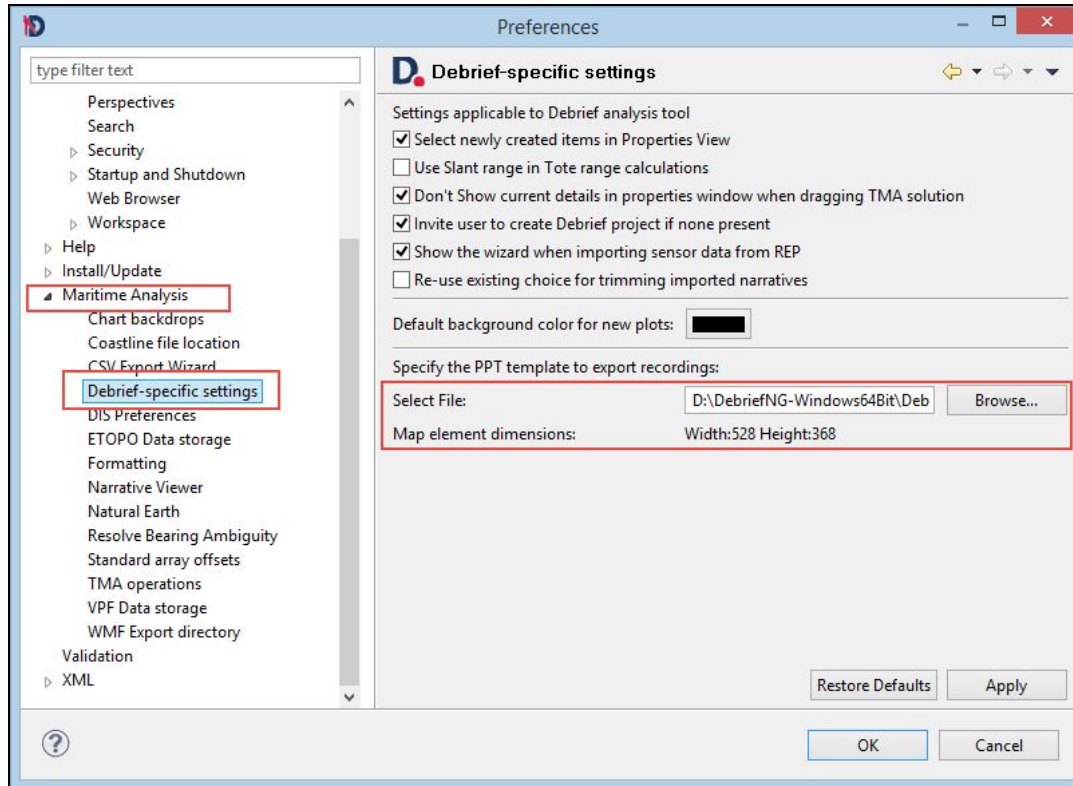 Preferences
type filter text
Perspectives
Search
Security
Startup and Shutdown
Web Browser
Workspace
Help
Install/Update
Maritime Analysis
Chart backdrops
Coastline file location
CSV Export Wizard
Debrief-specific settings
DIS Preferences
ETOPO Data storage
Formatting
Narrative Viewer
Natural Earth
Resolve Bearing Ambiguity
Standard array offsets
TMA operations
VPF Data storage
WMF Export directory
Validation
XML
D. Debrief-specific settings
Settings applicable to Debrief analysis tool
Select newly created items in Properties View
Use Slant range in Tote range calculations
Don't Show current details in properties window when dragging TMA solution
Invite user to create Debrief project if none present
Show the wizard when importing sensor data from REP
Re-use existing choice for trimming imported narratives
Default background color for new plots:
Specify the PPT template to export recordings:
Select File: D:\DebriefNG-Windows64Bit\Deb Browse...
Map element dimensions: Width:528 Height:368
Restore Defaults Apply
? OK Cancel